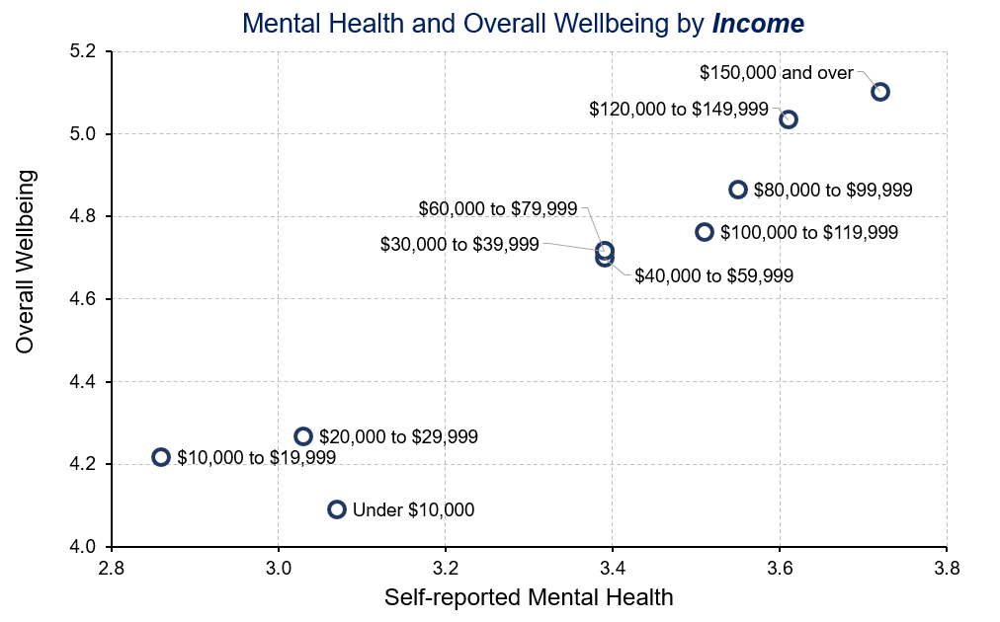 Mental Health and Overall Wellbeing by Income
5.2
5.0
4.8
4.6
4.4
4.2
4.0
Overall Wellbeing
$150,000 and over
$120,000 to $149,999
$80,000 to $99,999
$60,000 to $79,999
$100,000 to $119,999
$30,000 to $39,999
$40,000 to $59,999
$20,000 to $29,999
$10,000 to $19,999
Under $10,000
2.8
3.0
3.2
3.4
3.6
3.8
Self-reported Mental Health